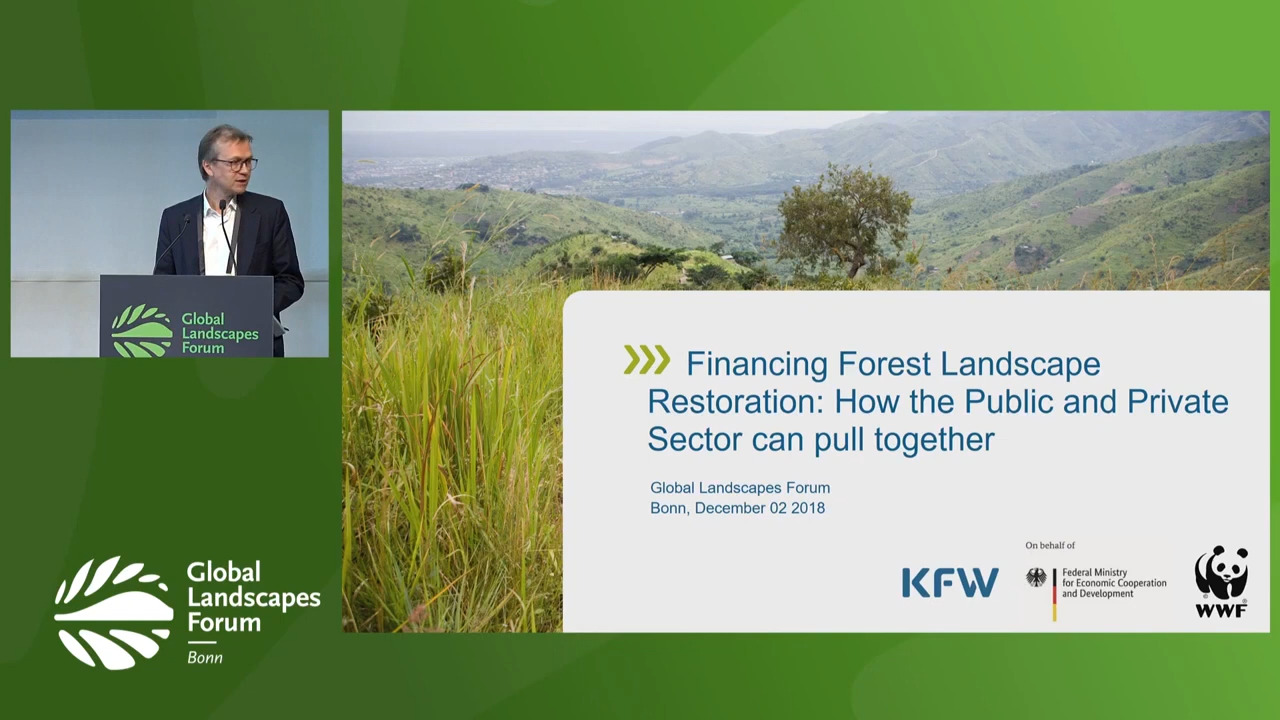 Global
Landscapes
Forum
Financing Forest Landscape
Restoration: How the Public and Private
Sector can pull together
Global Landscapes Forum
Bonn, December 02 2018
On behalf of
KFW
Federal Ministry
for Economic Cooperation
and Development
WWF
Global
Landscapes
Forum
Bonn